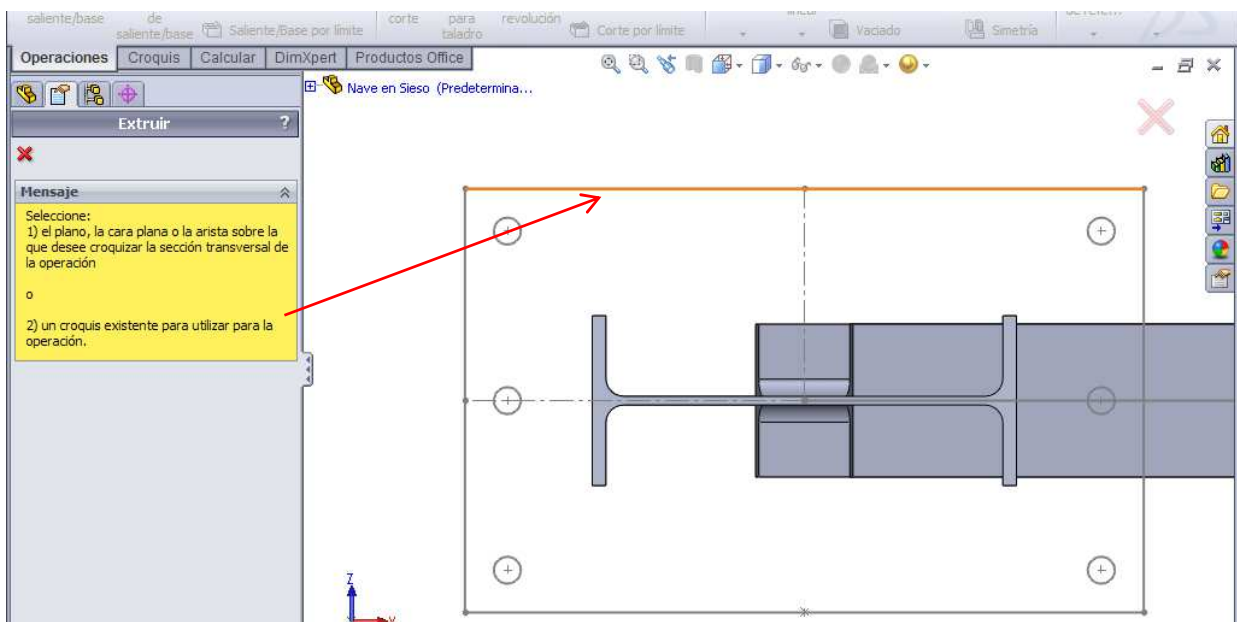 saliente/base de saliente/base Saliente/Base por límite corte para taladro revolución Corte por límite Vaciado Simetría
Operaciones Croquis Calcular DimXpert Productos Office
Nave en Sieso (Predetermina...
Extruir ?
Mensaje
Seleccione:
1) el plano, la cara plana o la arista sobre la
que desee croquizar la sección transversal de
la operación
o
2) un croquis existente para utilizar para la
operación.
Z